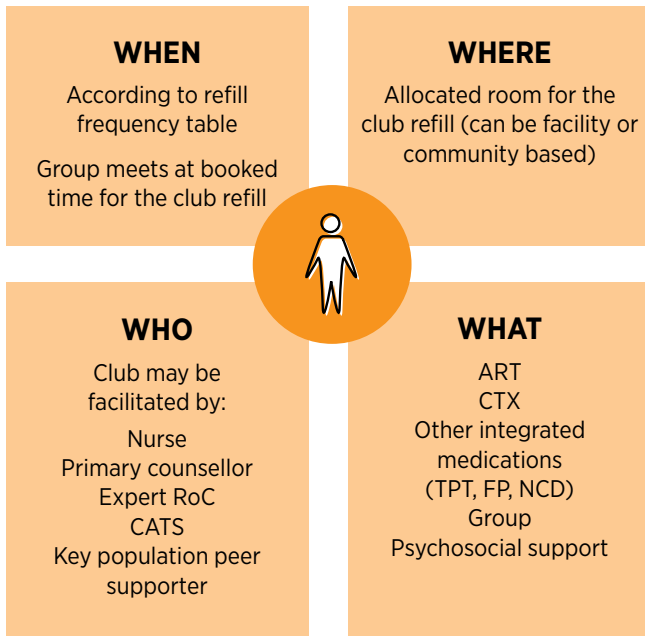 WHEN
According to refill
frequency table
Group meets at booked
time for the club refill
WHERE
Allocated room for the
club refill (can be facility or
community based)
WHO
Club may be
facilitated by:
Nurse
Primary counsellor
Expert RoC
CATS
Key population peer
supporter
WHAT
ART
CTX
Other integrated
medications
(TPT, FP, NCD)
Group
Psychosocial support